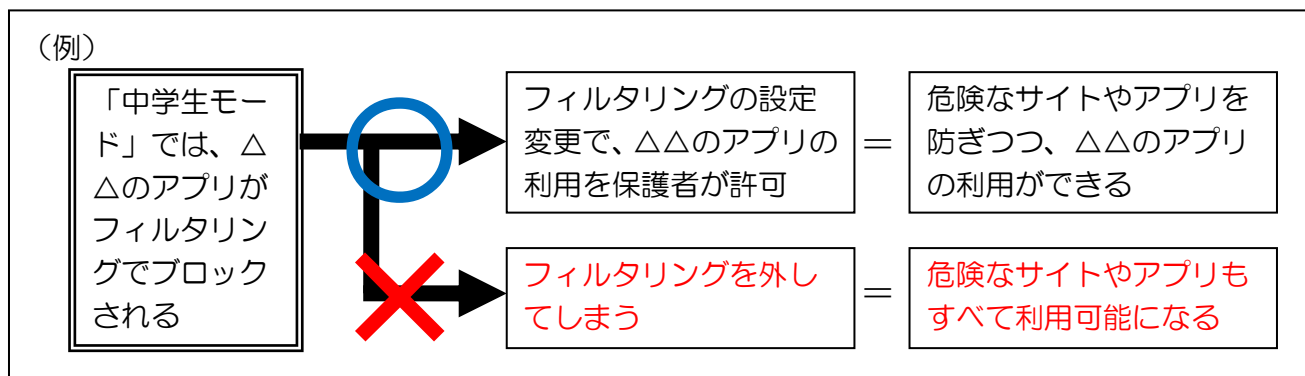 （例）
「中学生モー
ド」では、△
△のアプリが
フィルタリン
グでブロック
される
フィルタリングの設定
変更で、△△のアプリの
利用を保護者が許可
＝
危険なサイトやアプリを
防ぎつつ、△△のアプリ
の利用ができる
フィルタリングを外し
てしまう
＝
危険なサイトやアプリも
すべて利用可能になる